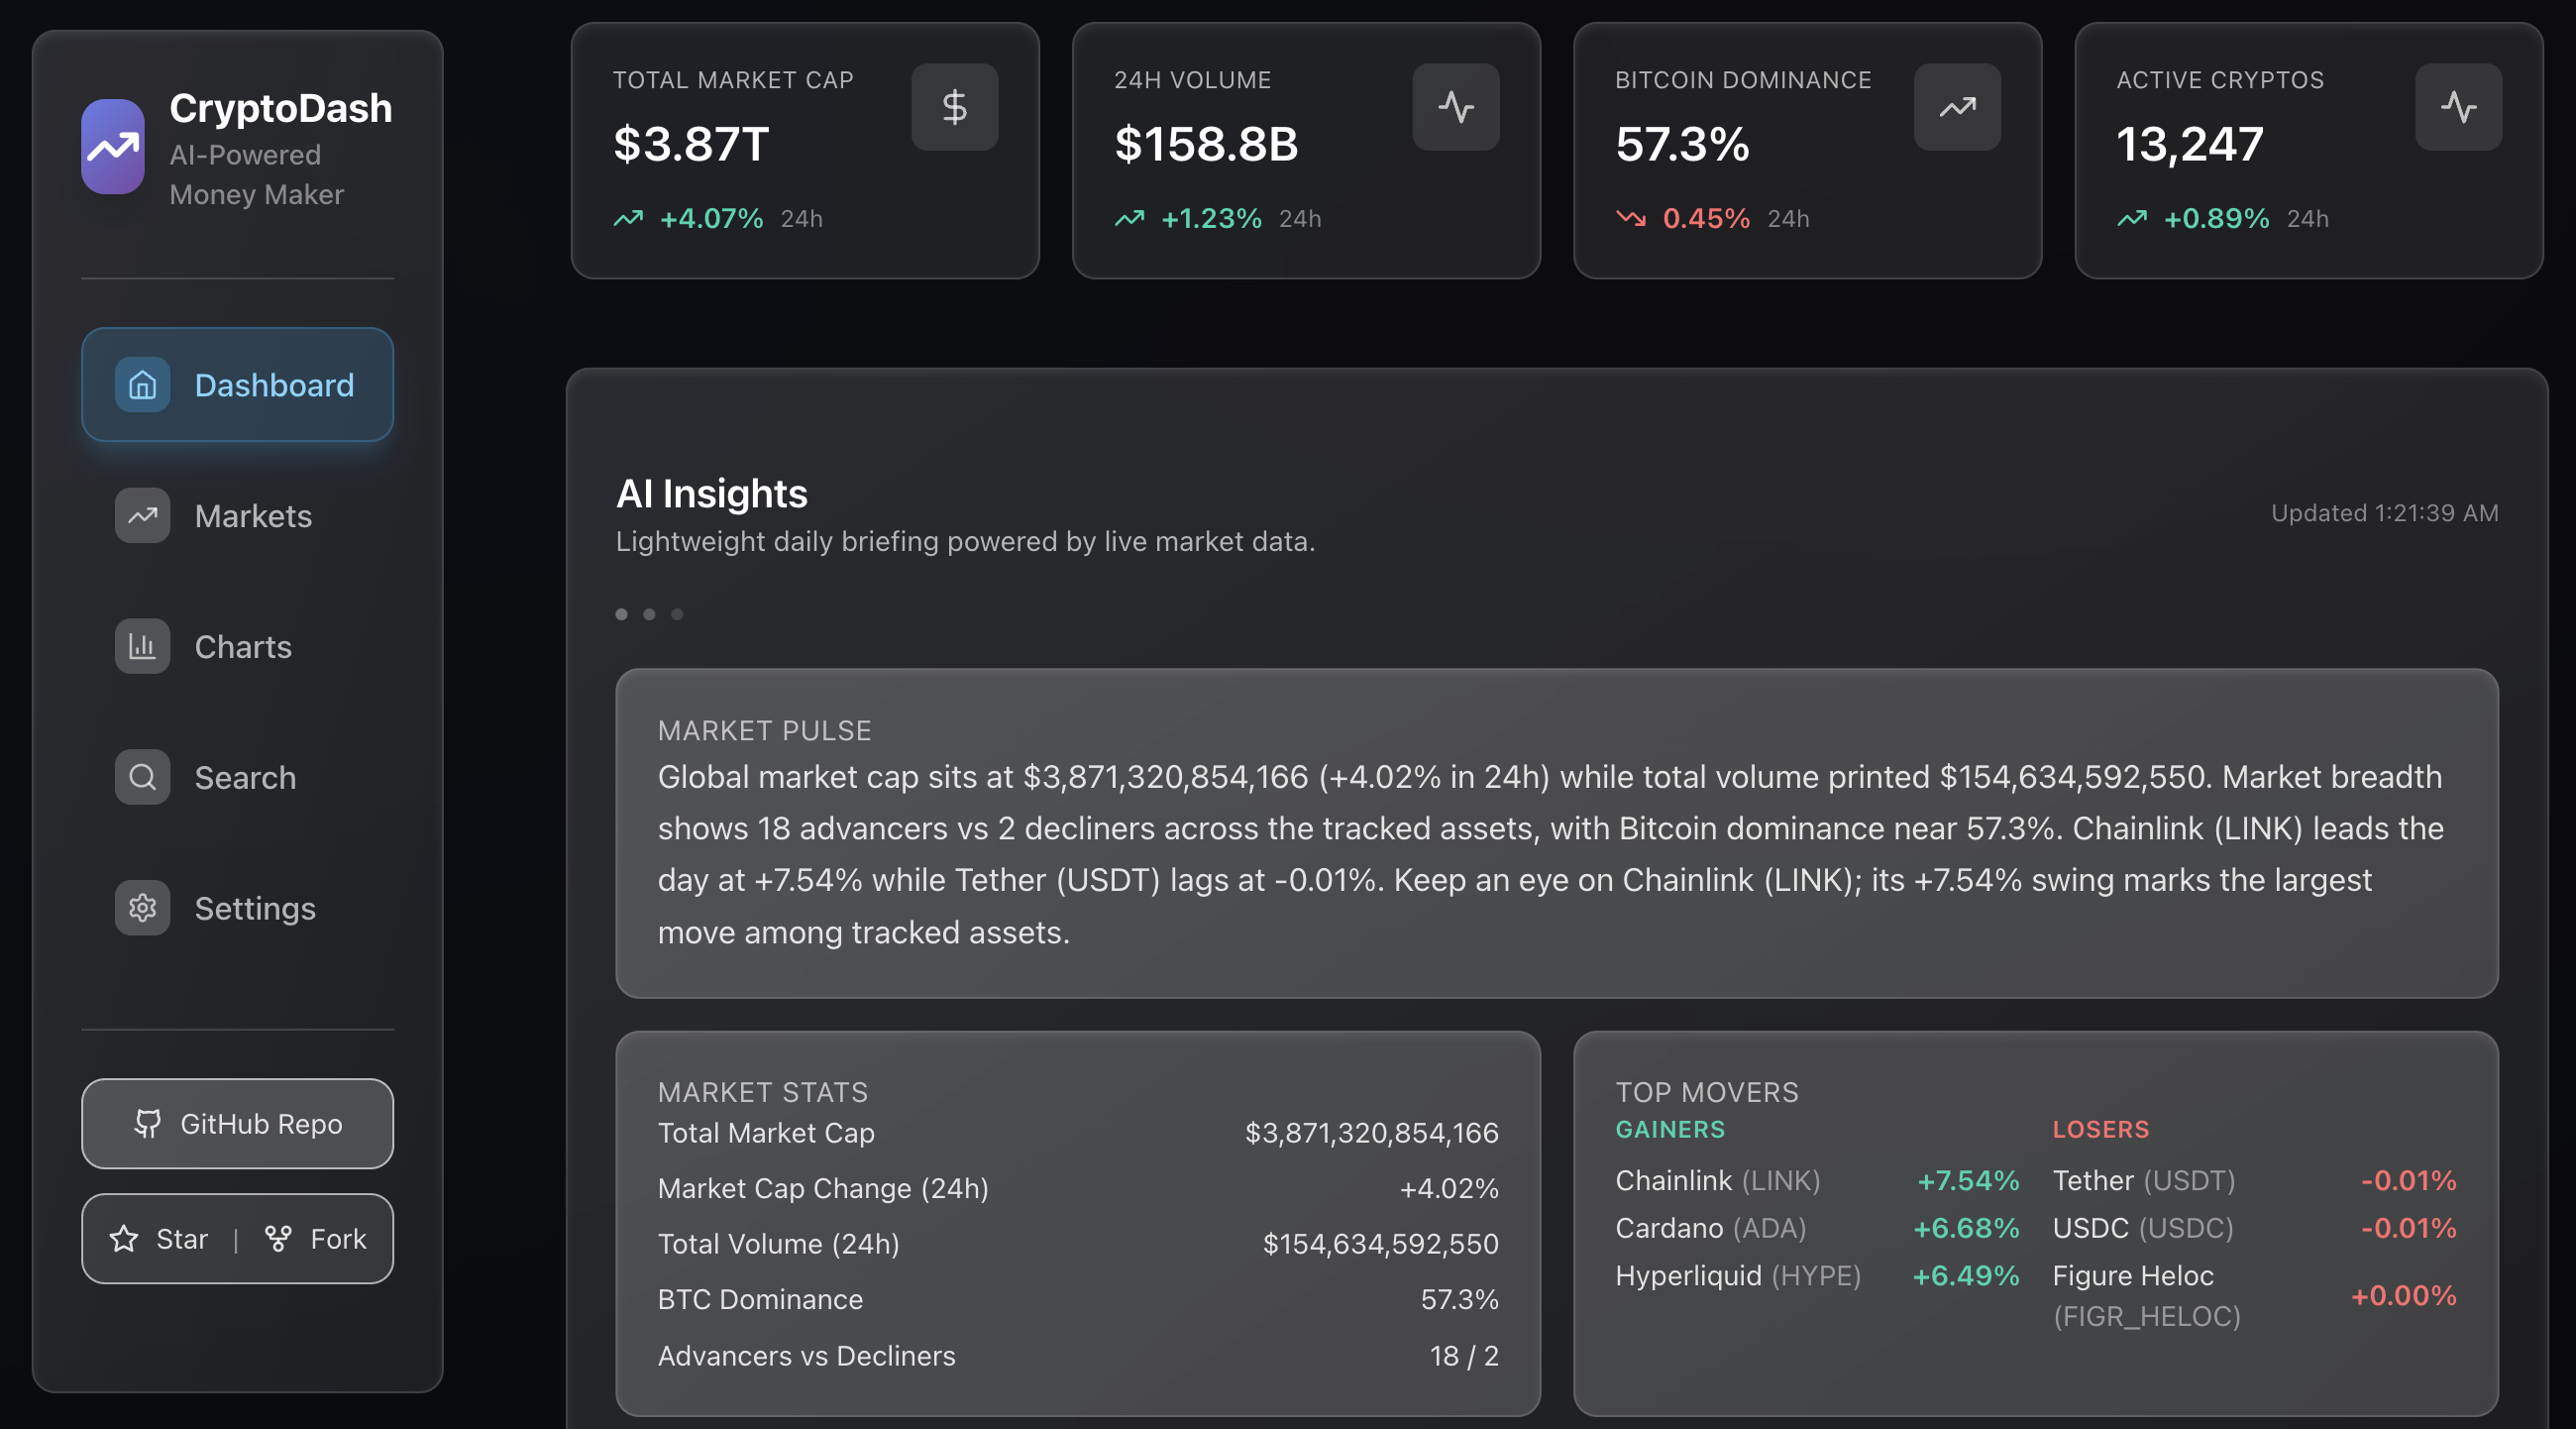 CryptoDash
AI-Powered
Money Maker
Dashboard
Markets
Charts
Search
Settings
GitHub Repo
Star | Fork
TOTAL MARKET CAP
$3.87T
+4.07% 24h
24H VOLUME
$158.8B
+1.23% 24h
BITCOIN DOMINANCE
57.3%
0.45% 24h
ACTIVE CRYPTOS
13,247
+0.89% 24h
AI Insights
Lightweight daily briefing powered by live market data.
Updated 1:21:39 AM
MARKET PULSE
Global market cap sits at $3,871,320,854,166 (+4.02% in 24h) while total volume printed $154,634,592,550. Market breadth
shows 18 advancers vs 2 decliners across the tracked assets, with Bitcoin dominance near 57.3%. Chainlink (LINK) leads the
day at +7.54% while Tether (USDT) lags at -0.01%. Keep an eye on Chainlink (LINK); its +7.54% swing marks the largest
move among tracked assets.
MARKET STATS
Total Market Cap $3,871,320,854,166
Market Cap Change (24h) +4.02%
Total Volume (24h) $154,634,592,550
BTC Dominance 57.3%
Advancers vs Decliners 18 / 2
TOP MOVERS
GAINERS
Chainlink (LINK) +7.54%
Cardano (ADA) +6.68%
Hyperliquid (HYPE) +6.49%
LOSERS
Tether (USDT) -0.01%
USDC (USDC) -0.01%
Figure Heloc
(FIGR_HELOC) +0.00%